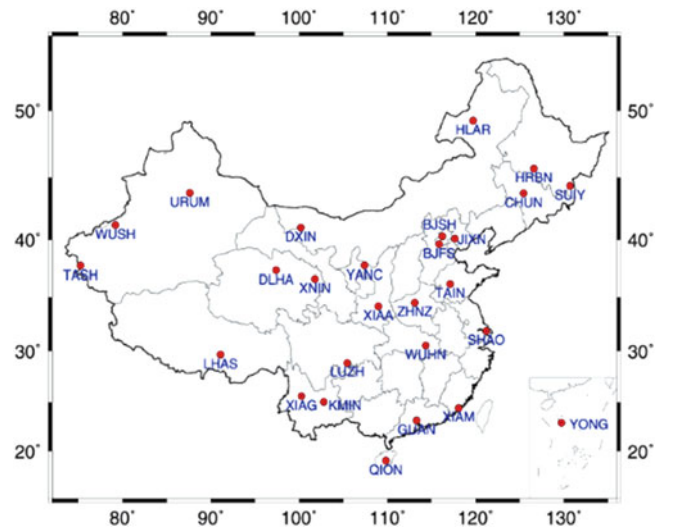 80° 90° 100° 110° 120° 130°
50°
50°
HLAR
HRBN
URUM
CHUN
SUIY
BJSH
WUSH
DXIN
JIXN
40°
40°
BJFS
TASH
DLHA
YANC
XNIN
TAIN
XIAA
ZHNZ
SHAO
30°
30°
WUHN
LHAS
LUZH
XIAG
KMIN
XIAM
GUAN
YONG
20°
20°
QION
80° 90° 100° 110° 120° 130°